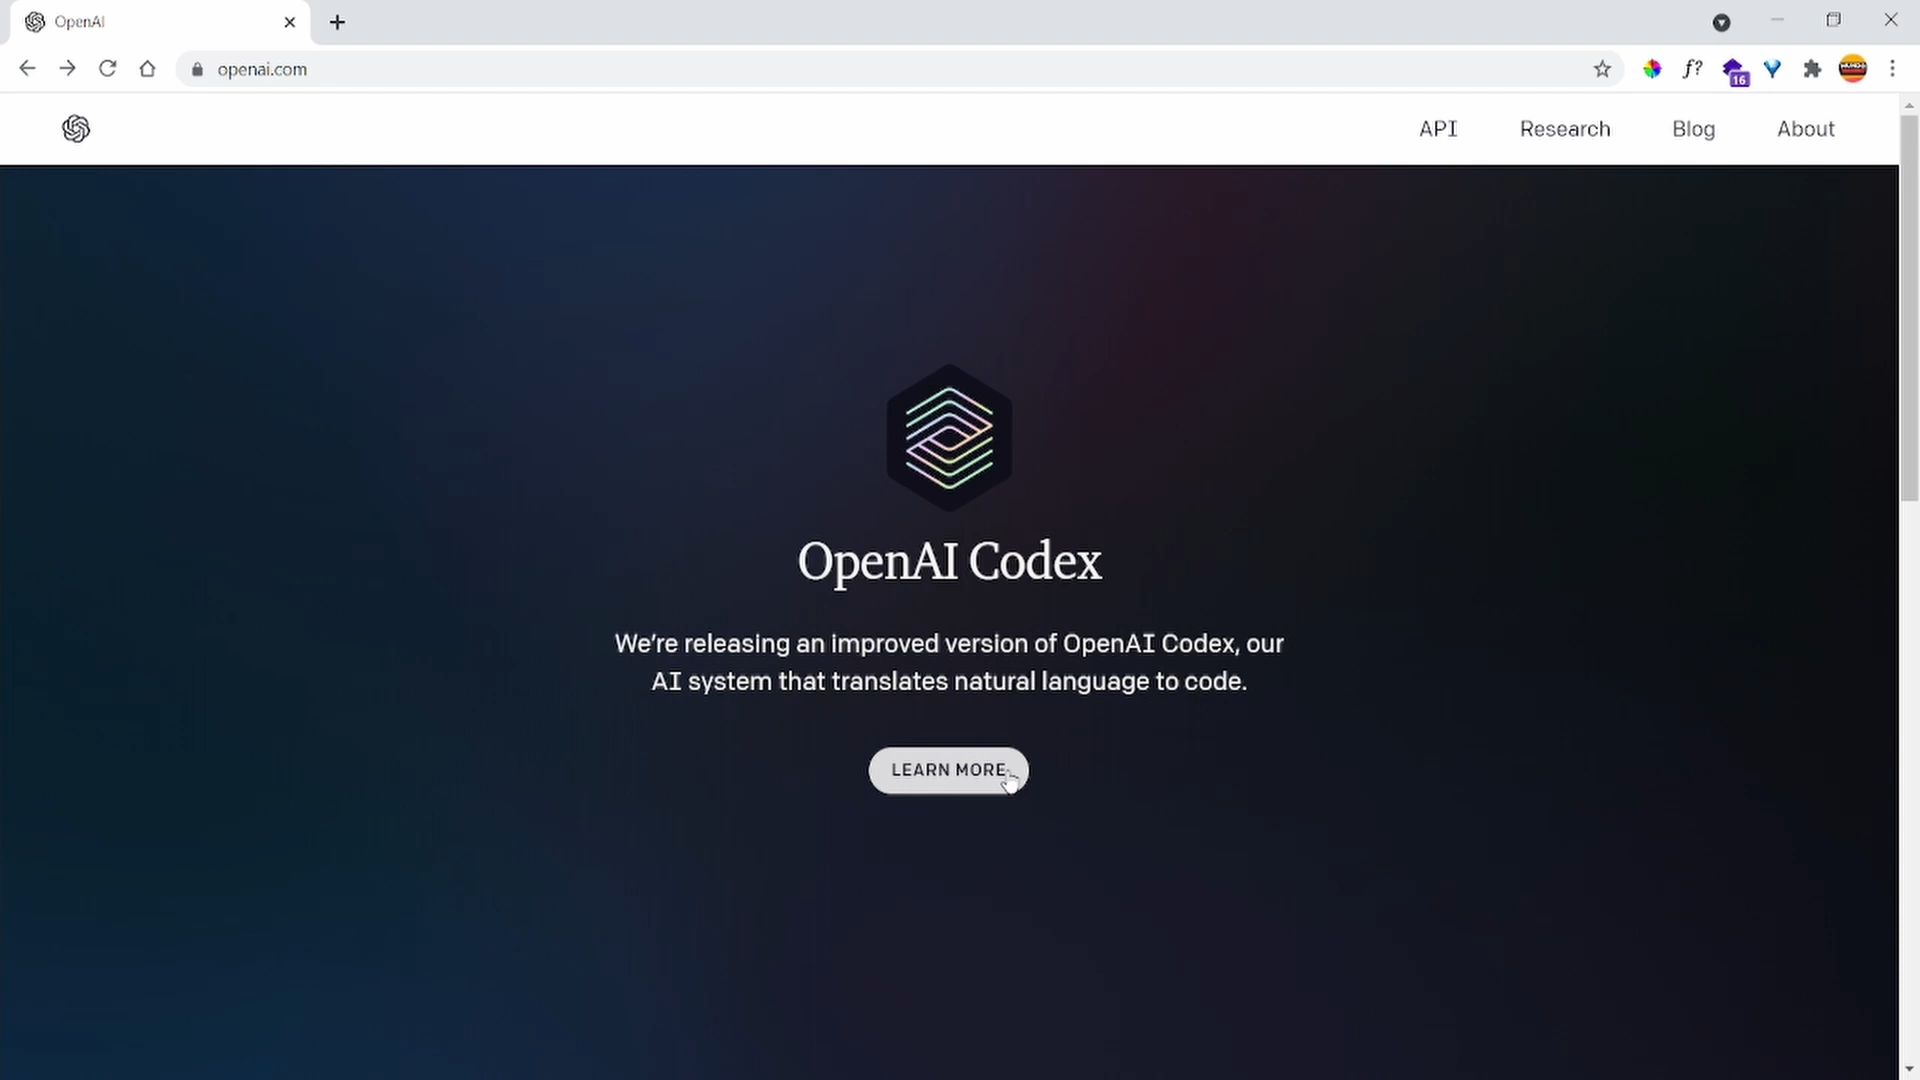 OpenAI
openai.com
f?
16
API Research Blog About
OpenAI Codex
We’re releasing an improved version of OpenAI Codex, our
AI system that translates natural language to code.
LEARN MORE